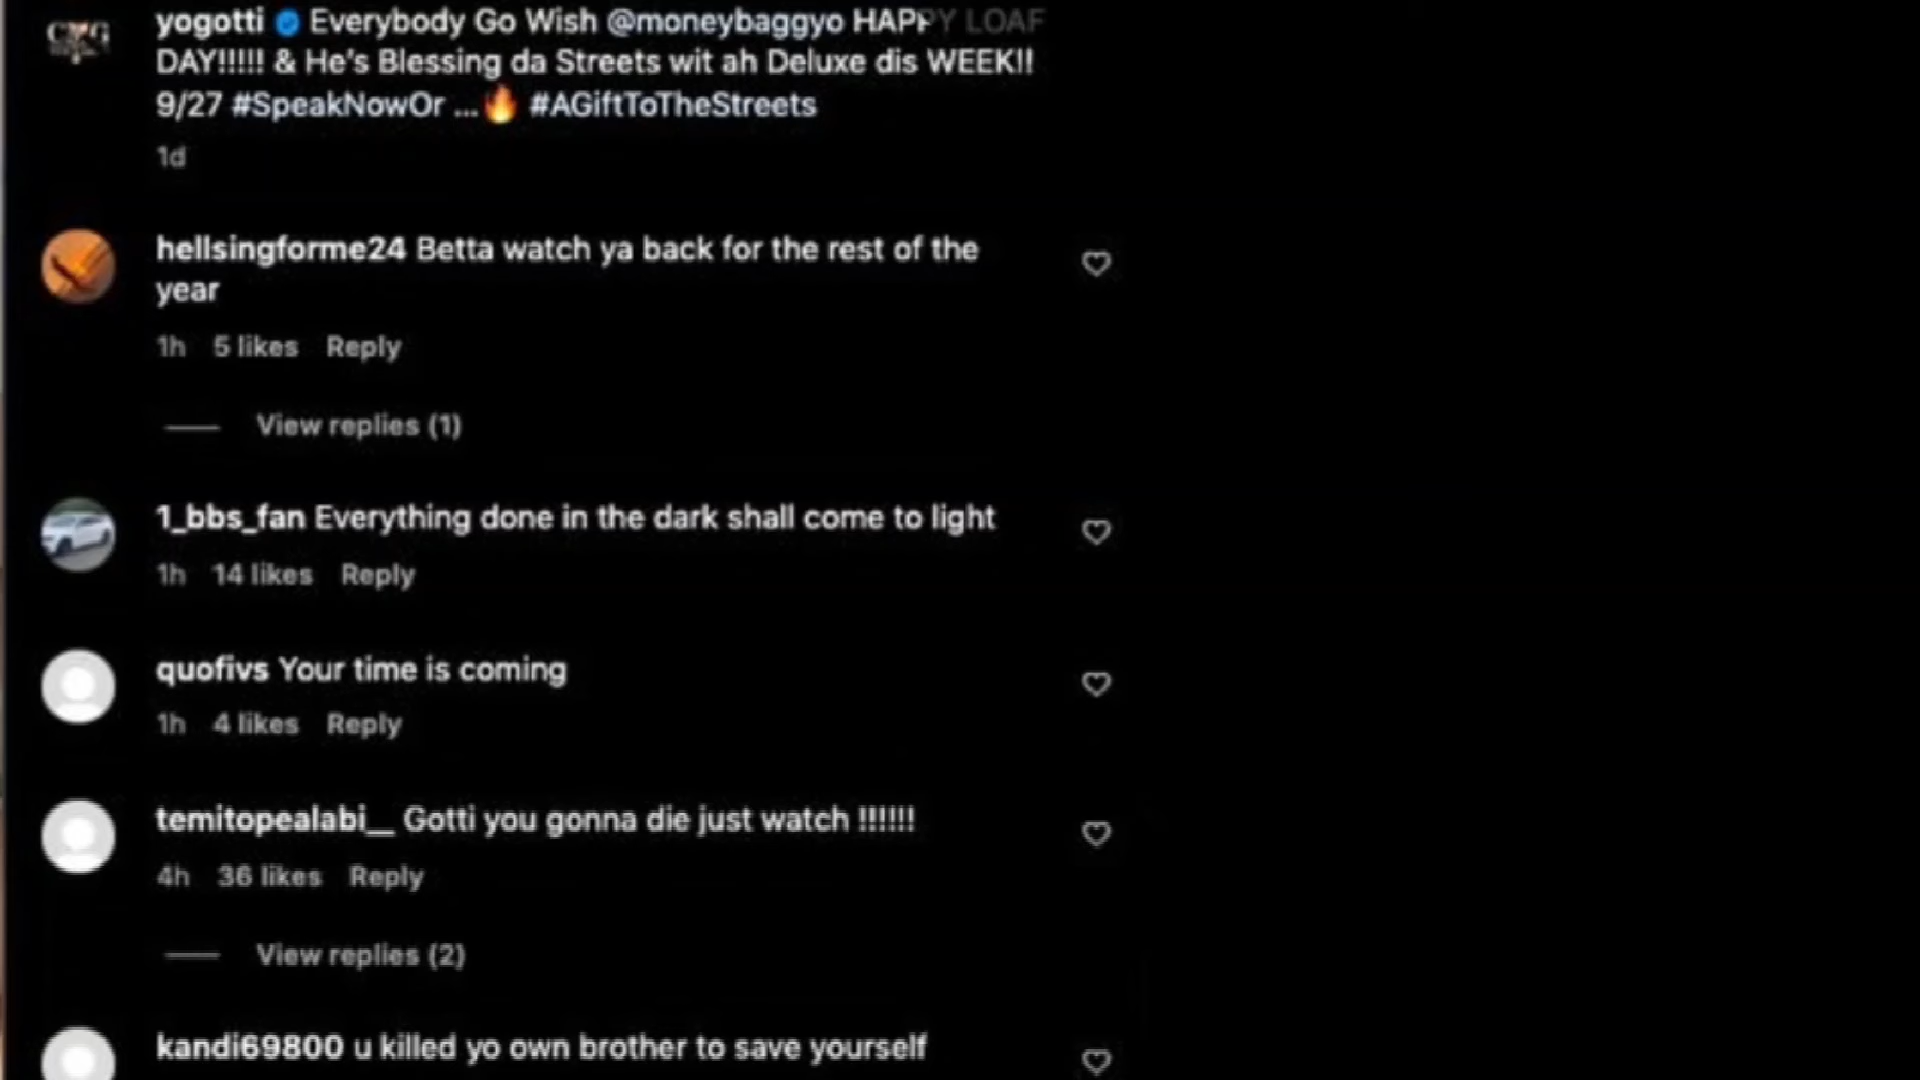 yogotti Everybody Go Wish @moneybaggyo HAPPY LOAF
DAY!!!!! & He's Blessing da Streets wit ah Deluxe dis WEEK!!
9/27 #SpeakNowOr ...🔥 #AGiftToTheStreets
1d
hellsingforme24 Betta watch ya back for the rest of the
year
1h 5 likes Reply
View replies (1)
1_bbs_fan Everything done in the dark shall come to light
1h 14 likes Reply
quofivs Your time is coming
1h 4 likes Reply
temitopealabi__ Gotti you gonna die just watch !!!!!!
4h 36 likes Reply
View replies (2)
kandi69800 u killed yo own brother to save yourself